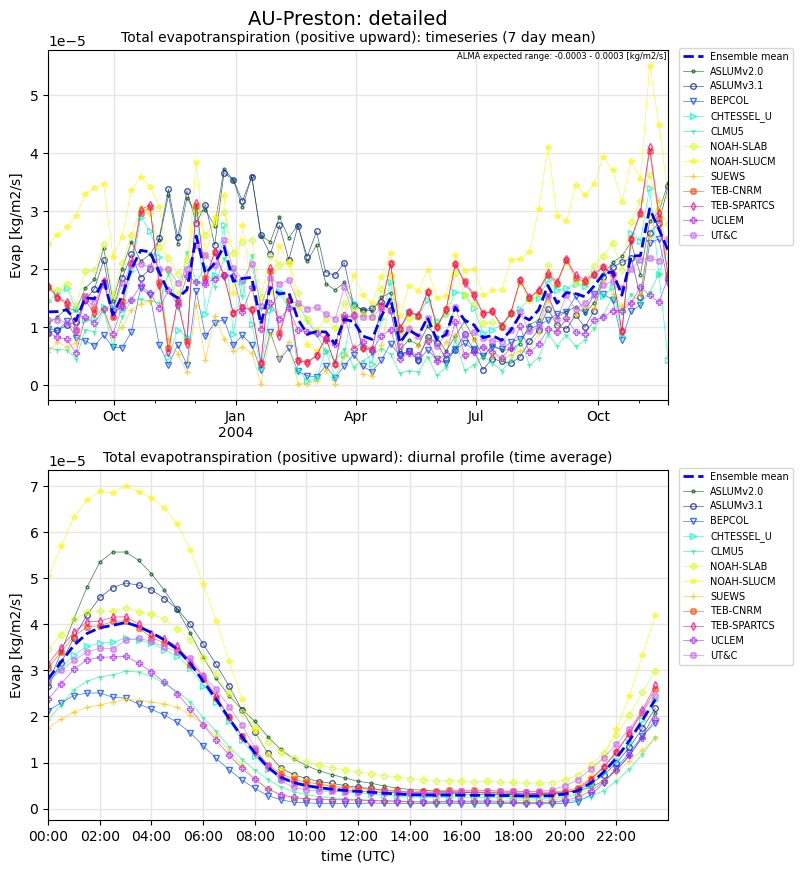 AU-Preston: detailed
Total evapotranspiration (positive upward): timeseries (7 day mean)
1e−5
ALMA expected range: -0.0003 - 0.0003 [kg/m2/s]
Evap [kg/m2/s]
5
4
3
2
1
0
Oct
Jan
2004
Apr
Jul
Oct
Ensemble mean
ASLUMv2.0
ASLUMv3.1
BEPCOL
CHTESSEL_U
CLMU5
NOAH-SLAB
NOAH-SLUCM
SUEWS
TEB-CNRM
TEB-SPARTCS
UCLEM
UT&C
Total evapotranspiration (positive upward): diurnal profile (time average)
1e−5
Evap [kg/m2/s]
7
6
5
4
3
2
1
0
00:00
02:00
04:00
06:00
08:00
10:00
12:00
14:00
16:00
18:00
20:00
22:00
time (UTC)
Ensemble mean
ASLUMv2.0
ASLUMv3.1
BEPCOL
CHTESSEL_U
CLMU5
NOAH-SLAB
NOAH-SLUCM
SUEWS
TEB-CNRM
TEB-SPARTCS
UCLEM
UT&C